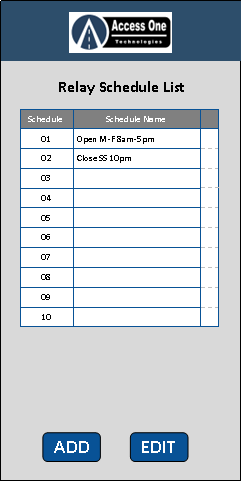 Access One
Technologies
Relay Schedule List
Schedule Schedule Name
01 Open M-F 8am-5pm
02 Close SS 10pm
03
04
05
06
07
08
09
10
ADD EDIT